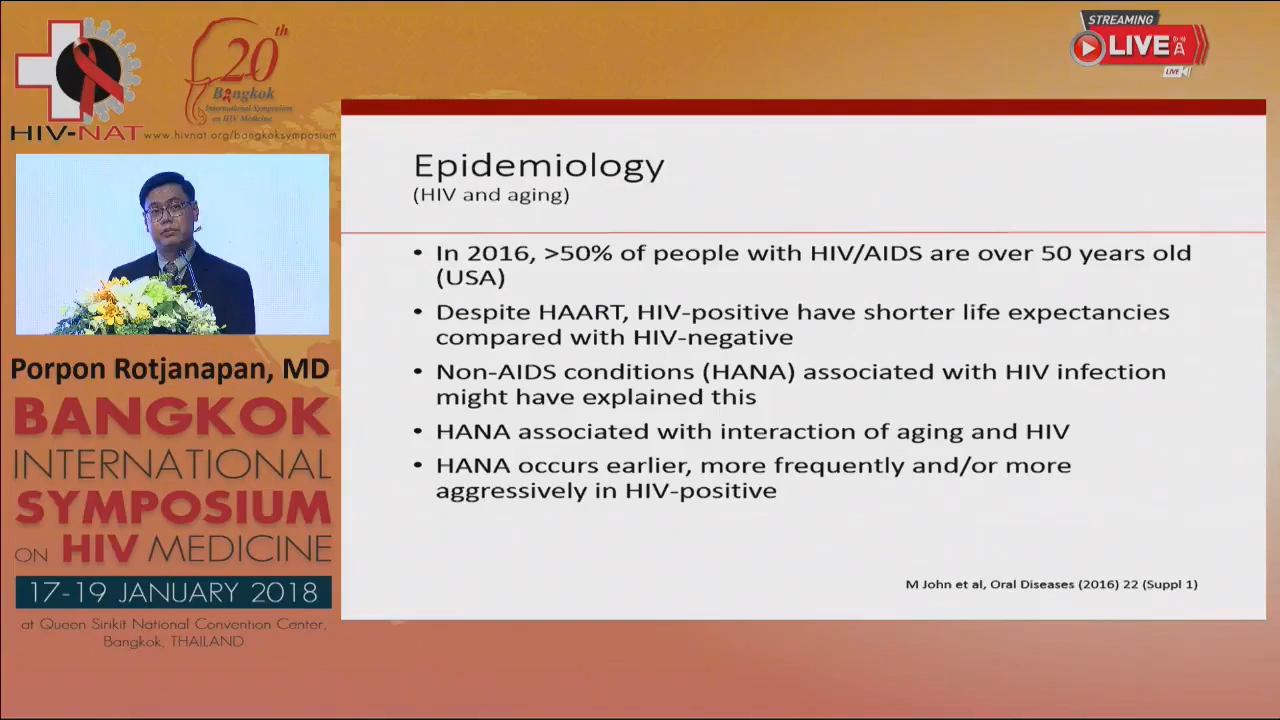 HIV-NAT
20th
Bangkok
International Symposium
on HIV Medicine
www.hivnat.org/bangkoksymposium
STREAMING
LIVE
LIVE
Porpon Rotjanapan, MD
BANGKOK
INTERNATIONAL
SYMPOSIUM
ON HIV MEDICINE
17-19 JANUARY 2018
at Queen Sirikit National Convention Center,
Bangkok, THAILAND
Epidemiology
(HIV and aging)
• In 2016, >50% of people with HIV/AIDS are over 50 years old
(USA)
• Despite HAART, HIV-positive have shorter life expectancies
compared with HIV-negative
• Non-AIDS conditions (HANA) associated with HIV infection
might have explained this
• HANA associated with interaction of aging and HIV
• HANA occurs earlier, more frequently and/or more
aggressively in HIV-positive
M John et al, Oral Diseases (2016) 22 (Suppl 1)